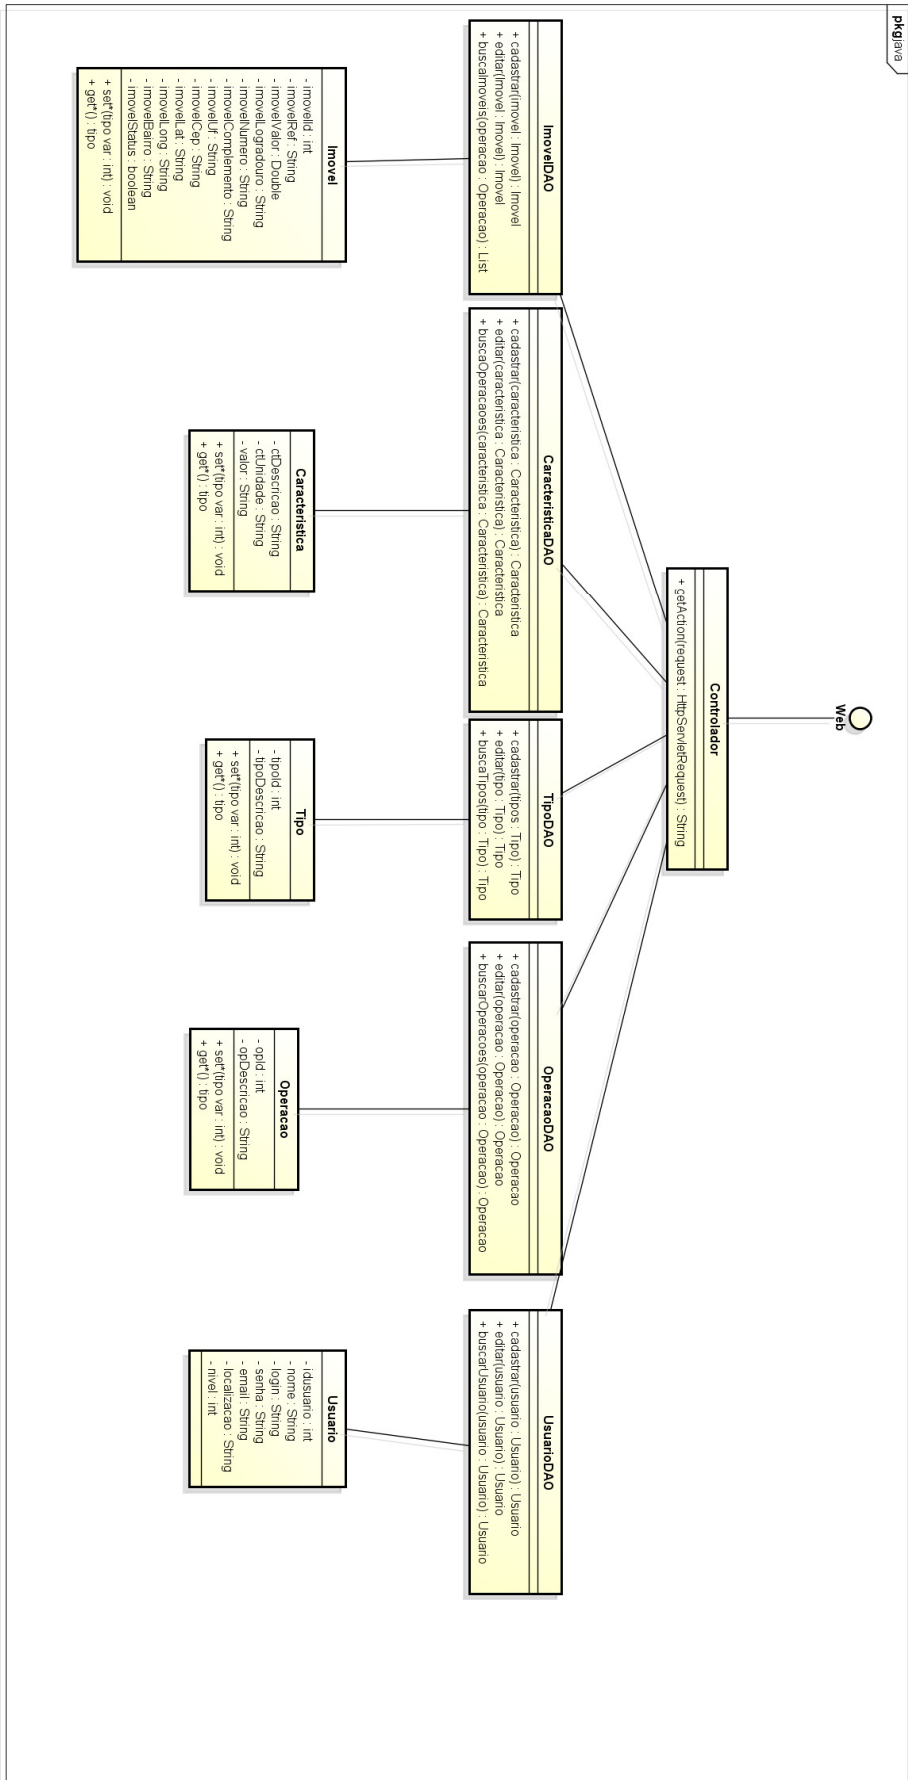 pkg java
Web
Controlador
+ getAction(request : HttpServletRequest) : String
ImovelDAO
+ cadastrar(imovel : Imovel) : Imovel
+ editar(Imovel : Imovel) : Imovel
+ buscaImoveis(operacao : Operacao) : List
CaracteristicaDAO
+ cadastrar(caracteristica : Caracteristica) : Caracteristica
+ editar(caracteristica : Caracteristica) : Caracteristica
+ buscaOperacaoes(caracteristica : Caracteristica) : Caracteristica
TipoDAO
+ cadastrar(tipos : Tipo) : Tipo
+ editar(tipo : Tipo) : Tipo
+ buscaTipos(tipo : Tipo) : Tipo
OperacaoDAO
+ cadastrar(operacao : Operacao) : Operacao
+ editar(operacao : Operacao) : Operacao
+ buscarOperacoes(operacao : Operacao) : Operacao
UsuarioDAO
+ cadastrar(usuario : Usuario) : Usuario
+ editar(usuario : Usuario) : Usuario
+ buscarUsuario(usuario : Usuario) : Usuario
Imovel
- imovelId : int
- imovelRef : String
- imovelValor : Double
- imovelLogradouro : String
- imovelNumero : String
- imovelComplemento : String
- imovelUf : String
- imovelCep : String
- imovelLat : String
- imovelLong : String
- imovelBairro : String
- imovelStatus : boolean
+ set*(tipo var : int) : void
+ get*() : tipo
Caracteristica
- ctDescricao : String
- ctUnidade : String
- valor : String
+ set*(tipo var : int) : void
+ get*() : tipo
Tipo
- tipoId : int
- tipoDescricao : String
+ set*(tipo var : int) : void
+ get*() : tipo
Operacao
- opId : int
- opDescricao : String
+ set*(tipo var : int) : void
+ get*() : tipo
Usuario
- idusuario : int
- nome : String
- login : String
- senha : String
- email : String
- localizacao : String
- nivel : int